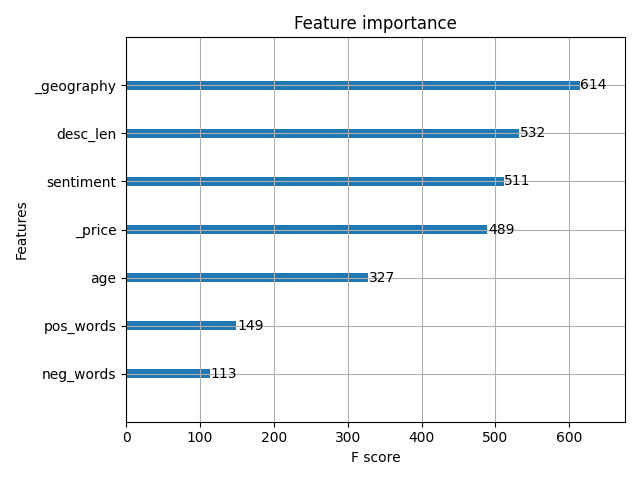 Feature importance
_geography
614
desc_len
532
sentiment
511
_price
489
age
327
pos_words
149
neg_words
113
Features
0 100 200 300 400 500 600
F score